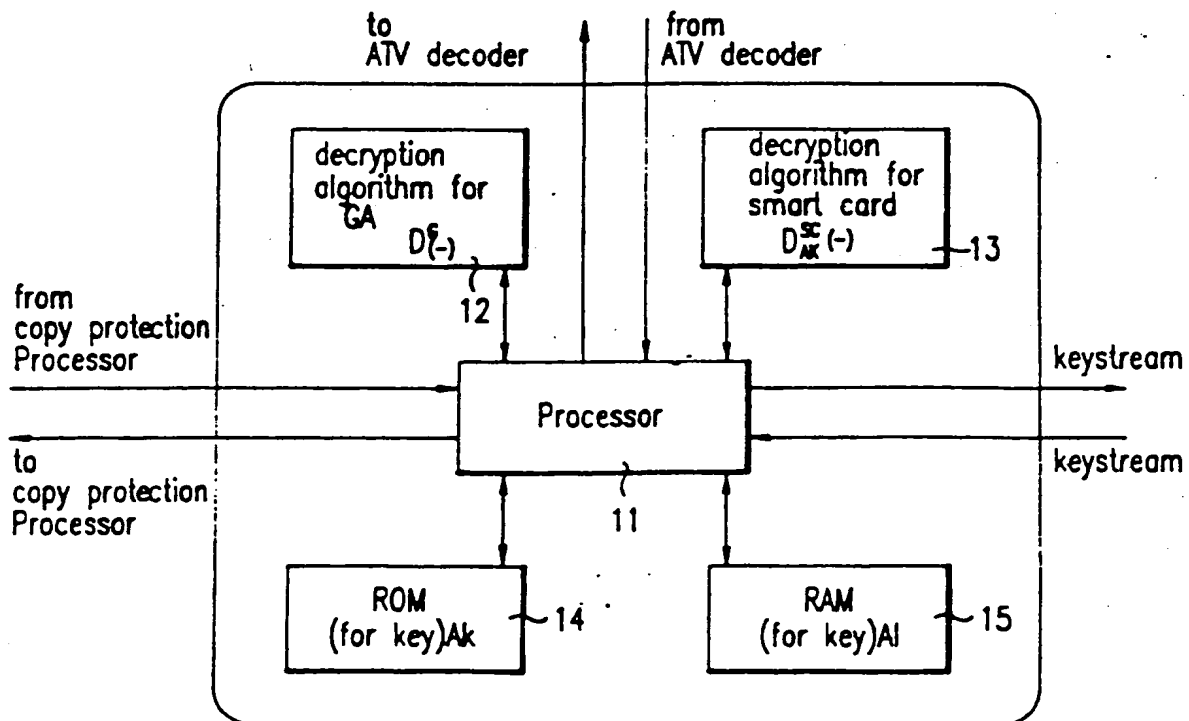 to
ATV decoder
from
ATV decoder
decryption
algorithm for
GA
D^G_(-)
12
decryption
algorithm for
smart card
D^SC_AK(-)
13
from
copy protection
Processor
to
copy protection
Processor
Processor
11
keystream
keystream
ROM
(for key)Ak
14
RAM
(for key)Al
15